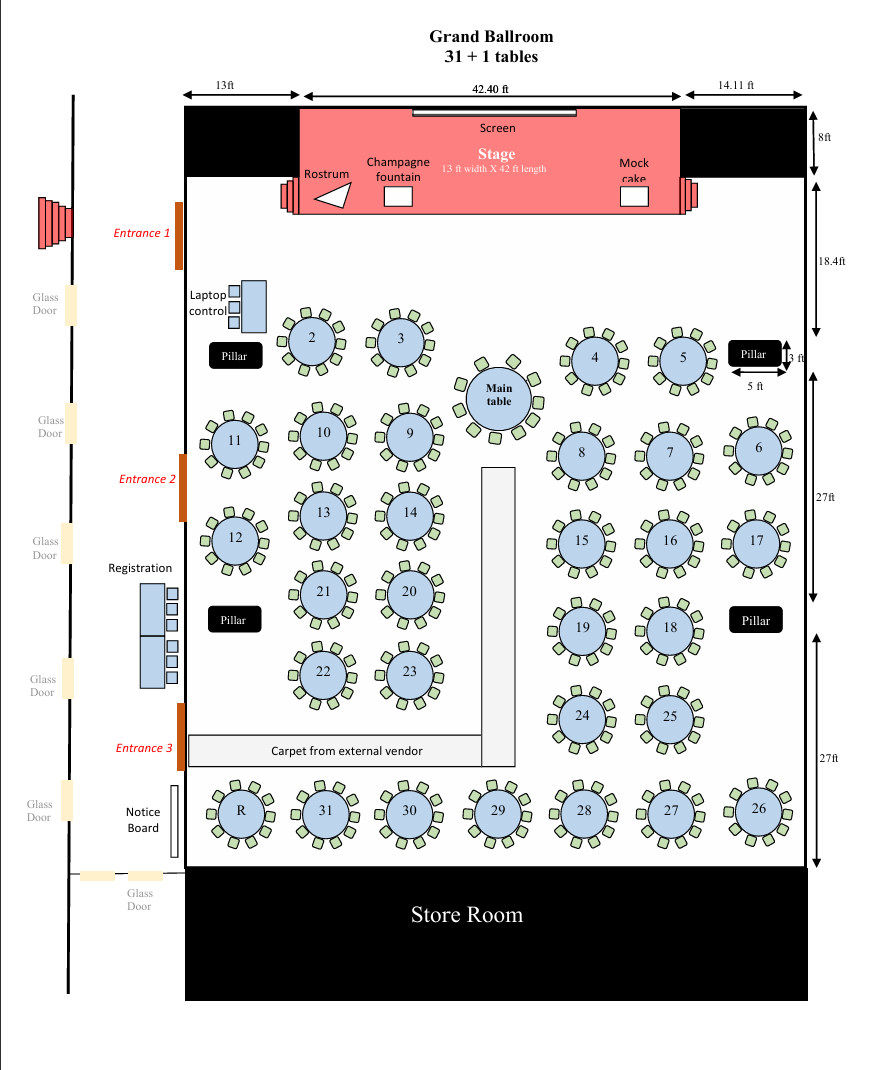 Grand Ballroom
31 + 1 tables
13ft
42.40 ft
14.11 ft
8ft
Screen
Stage
13 ft width X 42 ft length
Rostrum
Champagne
fountain
Mock
cake
Entrance 1
18.4ft
Glass
Door
Laptop
control
2
3
4
5
Pillar
Pillar
3 ft
5 ft
Main
table
Glass
Door
11
10
9
8
7
6
Entrance 2
27ft
13
14
12
15
16
17
Glass
Door
Registration
21
20
Pillar
19
18
Pillar
22
23
Glass
Door
24
25
Entrance 3
Carpet from external vendor
27ft
Glass
Door
Notice
Board
R
31
30
29
28
27
26
Glass
Door
Store Room